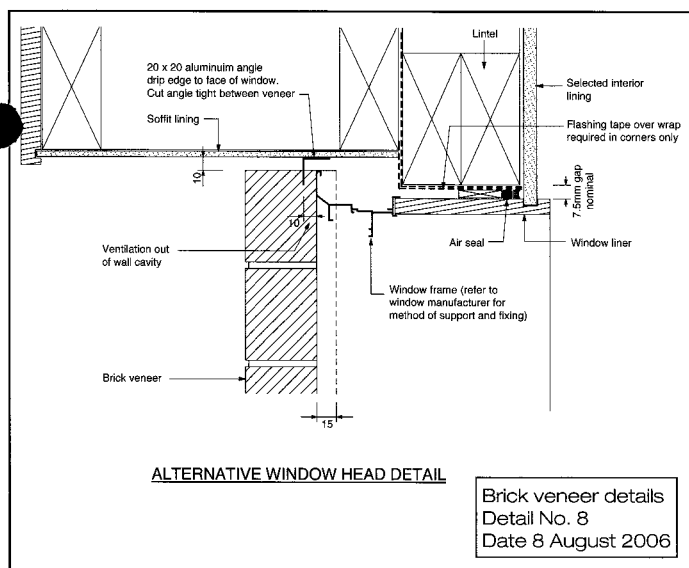 Lintel
20 x 20 aluminuim angle
drip edge to face of window.
Cut angle tight between veneer
Soffit lining
Selected interior
lining
Flashing tape over wrap
required in corners only
10
7.5mm gap
nominal
10
Air seal
Window liner
Ventilation out
of wall cavity
Window frame (refer to
window manufacturer for
method of support and fixing)
Brick veneer
15
ALTERNATIVE WINDOW HEAD DETAIL
Brick veneer details
Detail No. 8
Date 8 August 2006